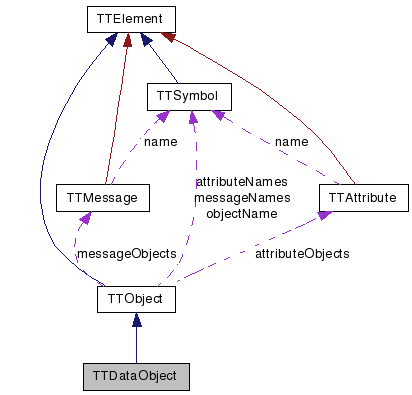 TTElement
TTSymbol
name
name
attributeNames
messageNames
objectName
TTMessage
TTAttribute
messageObjects
attributeObjects
TTObject
TTDataObject